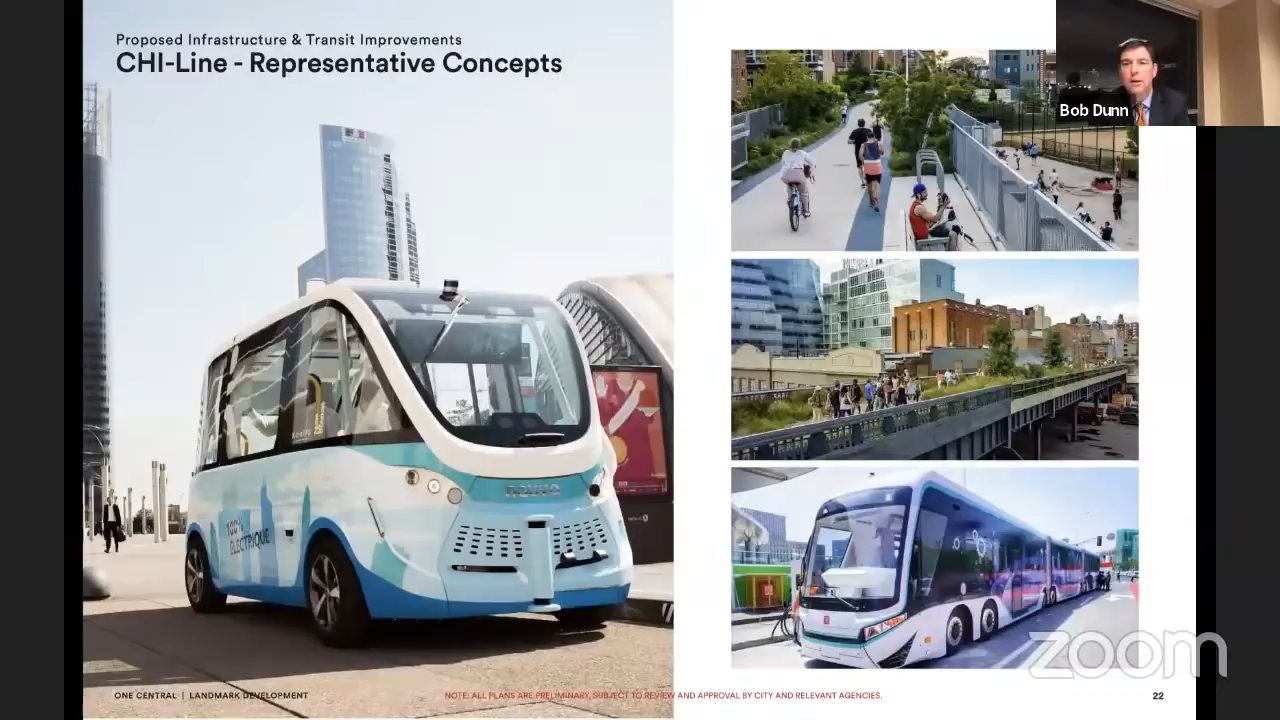 Proposed Infrastructure & Transit Improvements
CHI-Line - Representative Concepts
Bob Dunn
navya
100%
ÉLECTRIQUE
zoom
ONE CENTRAL | LANDMARK DEVELOPMENT
NOTE: ALL PLANS ARE PRELIMINARY, SUBJECT TO REVIEW AND APPROVAL BY CITY AND RELEVANT AGENCIES.
22